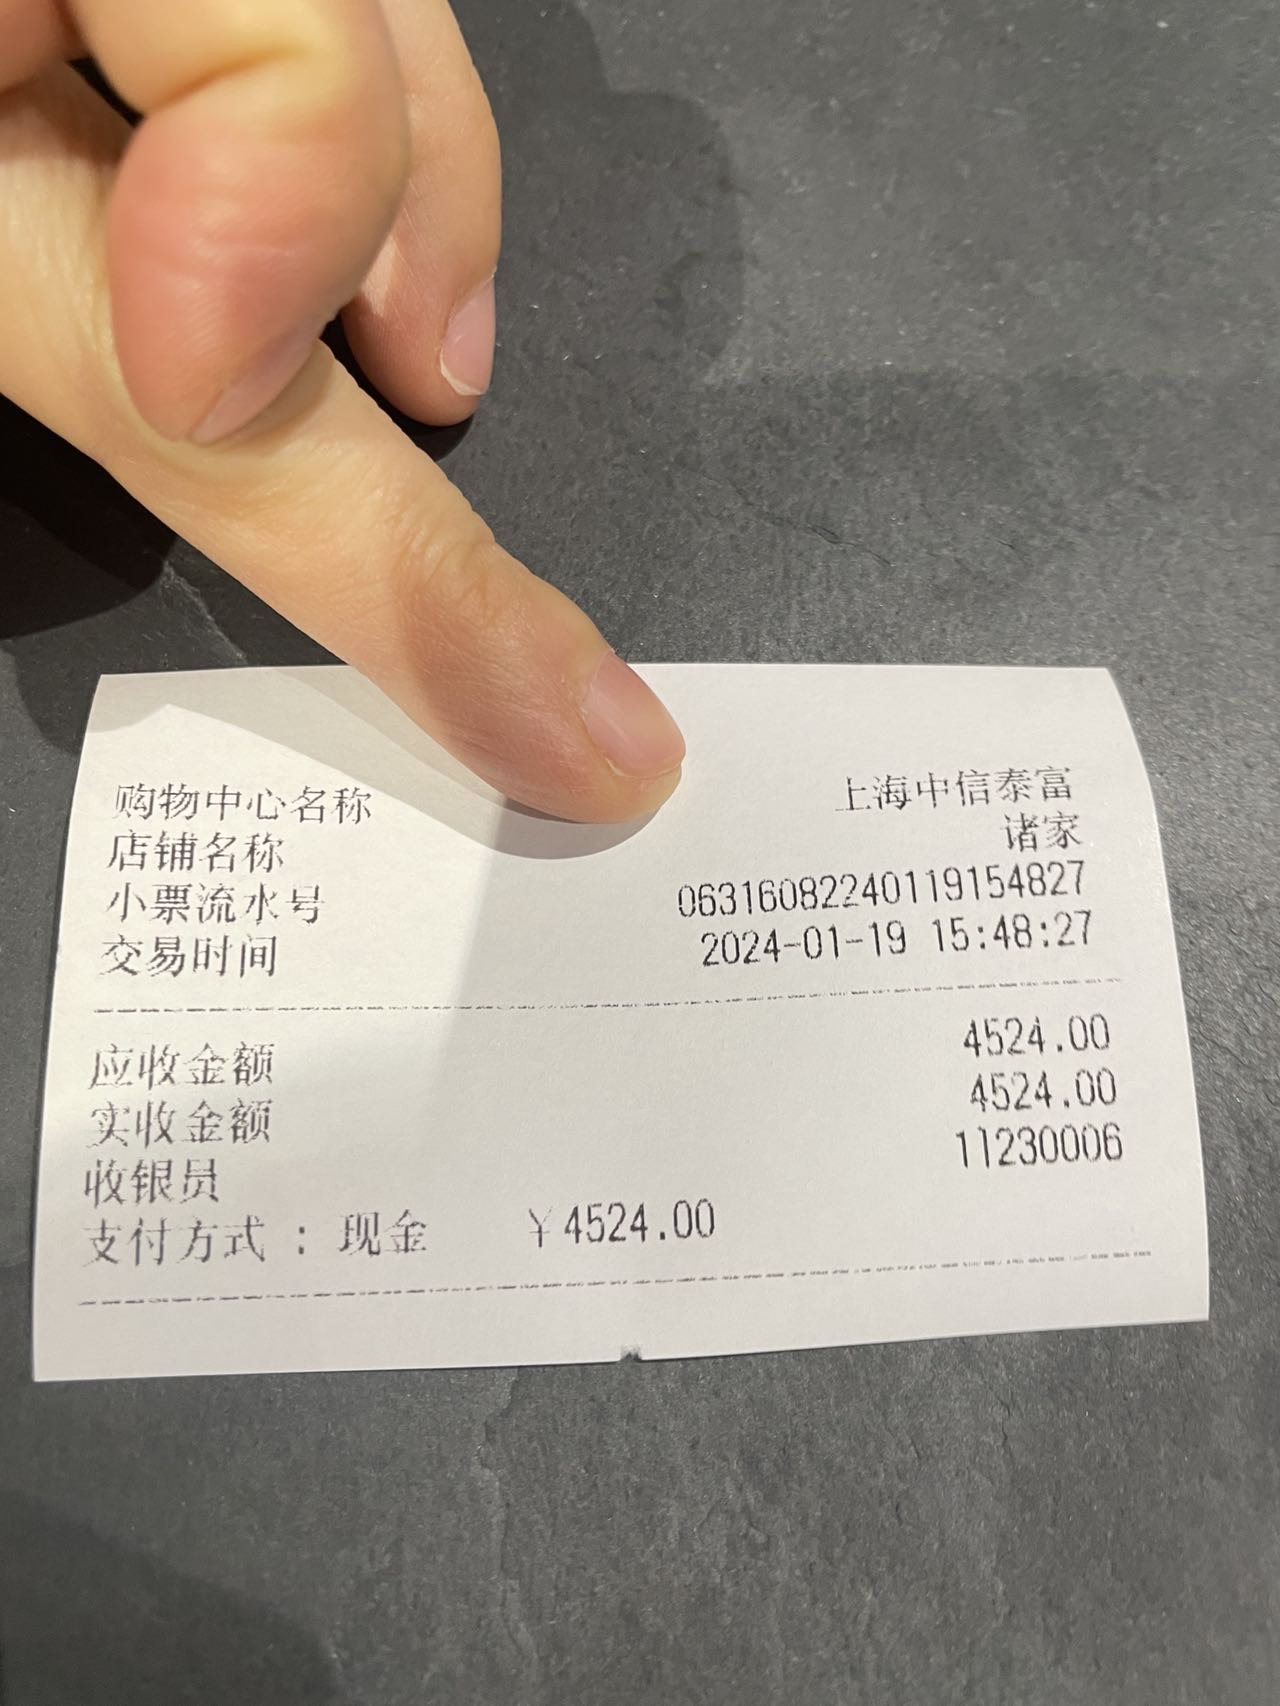 购物中心名称 上海中信泰富
店铺名称 诸家
小票流水号 06316082240119154827
交易时间 2024-01-19 15:48:27
应收金额 4524.00
实收金额 4524.00
收银员 11230006
支付方式 : 现金 ￥4524.00